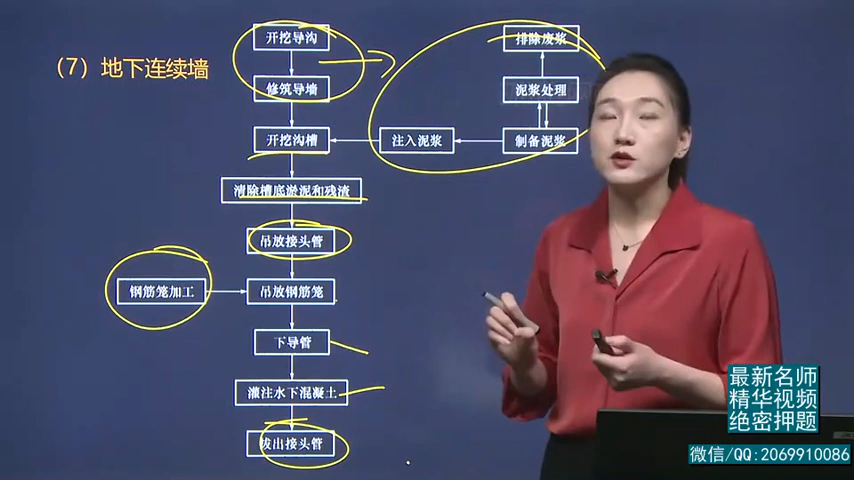 （7）地下连续墙
开挖导沟
修筑导墙
开挖沟槽
清除槽底淤泥和残渣
吊放接头管
钢筋笼加工
吊放钢筋笼
下导管
灌注水下混凝土
拔出接头管
排除废浆
泥浆处理
注入泥浆
制备泥浆
最新名师
精华视频
绝密押题
微信/QQ:2069910086